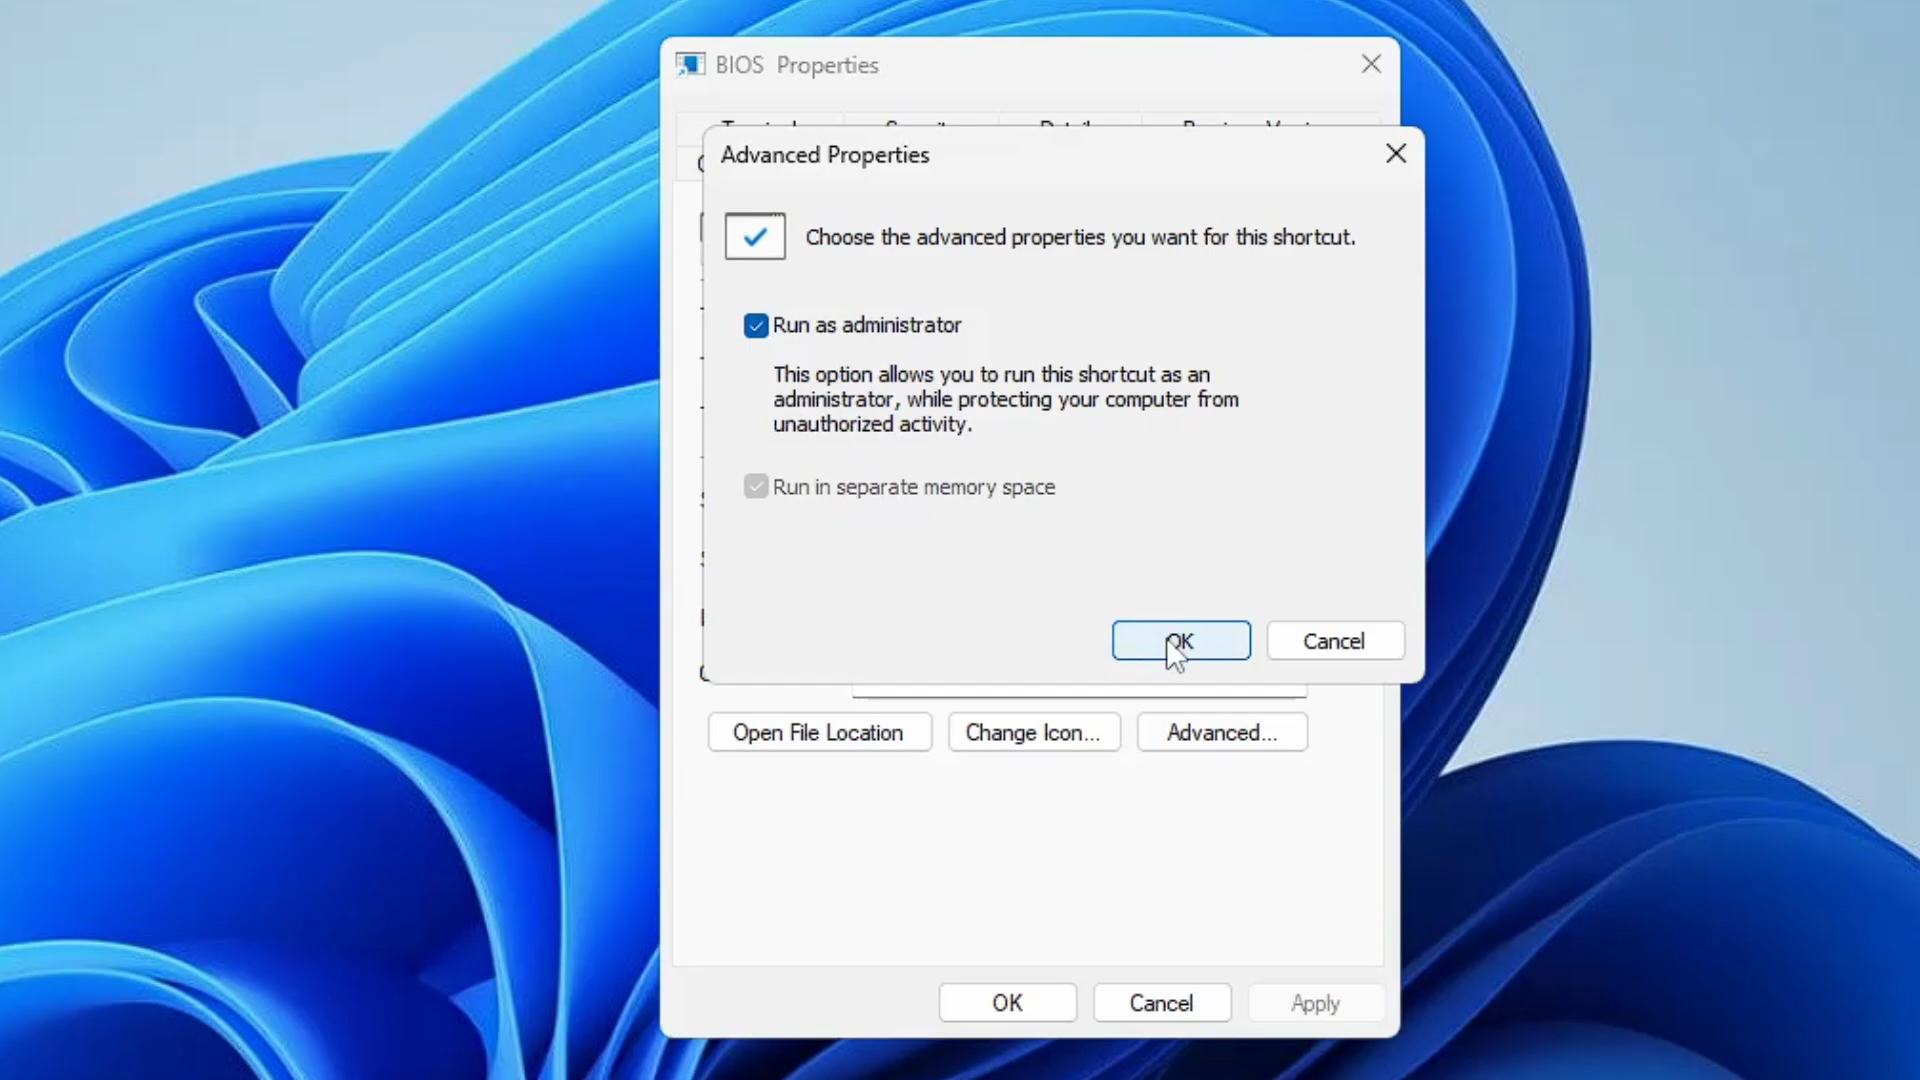 BIOS Properties
Advanced Properties
Choose the advanced properties you want for this shortcut.
Run as administrator
This option allows you to run this shortcut as an
administrator, while protecting your computer from
unauthorized activity.
Run in separate memory space
OK Cancel
Open File Location Change Icon... Advanced...
OK Cancel Apply